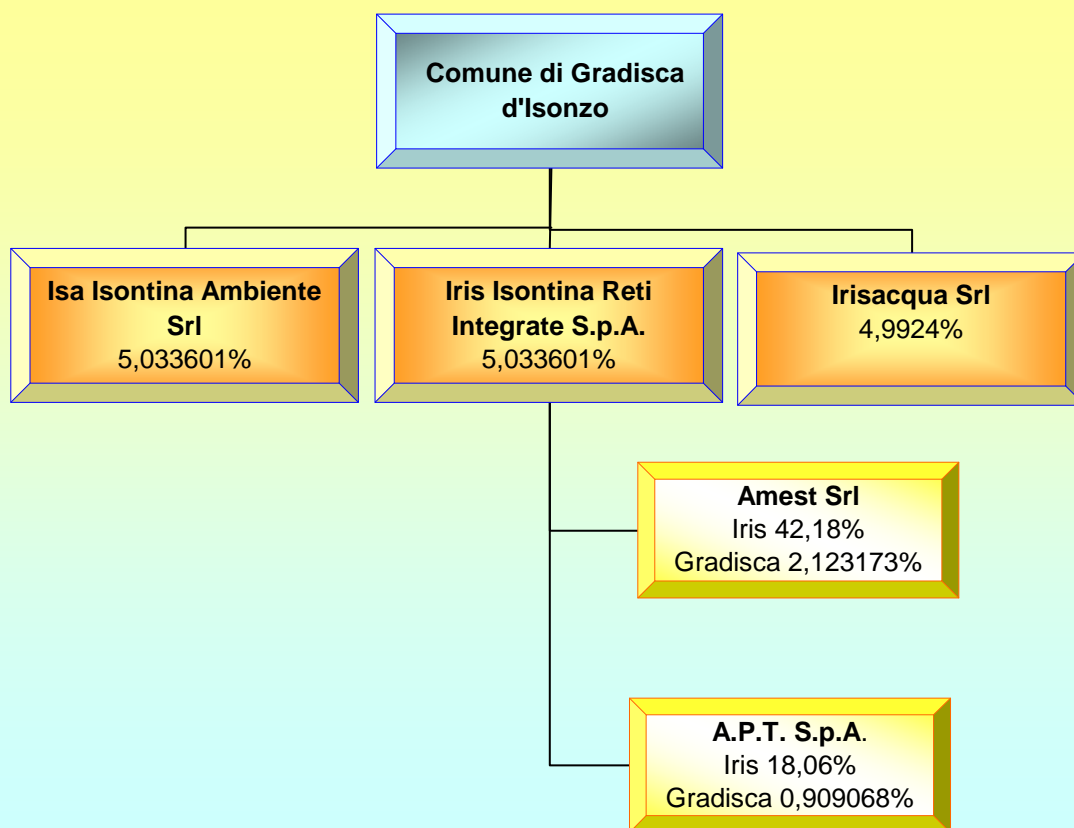 Comune di Gradisca
d'Isonzo
Isa Isontina Ambiente
Srl
5,033601%
Iris Isontina Reti
Integrate S.p.A.
5,033601%
Irisacqua Srl
4,9924%
Amest Srl
Iris 42,18%
Gradisca 2,123173%
A.P.T. S.p.A.
Iris 18,06%
Gradisca 0,909068%